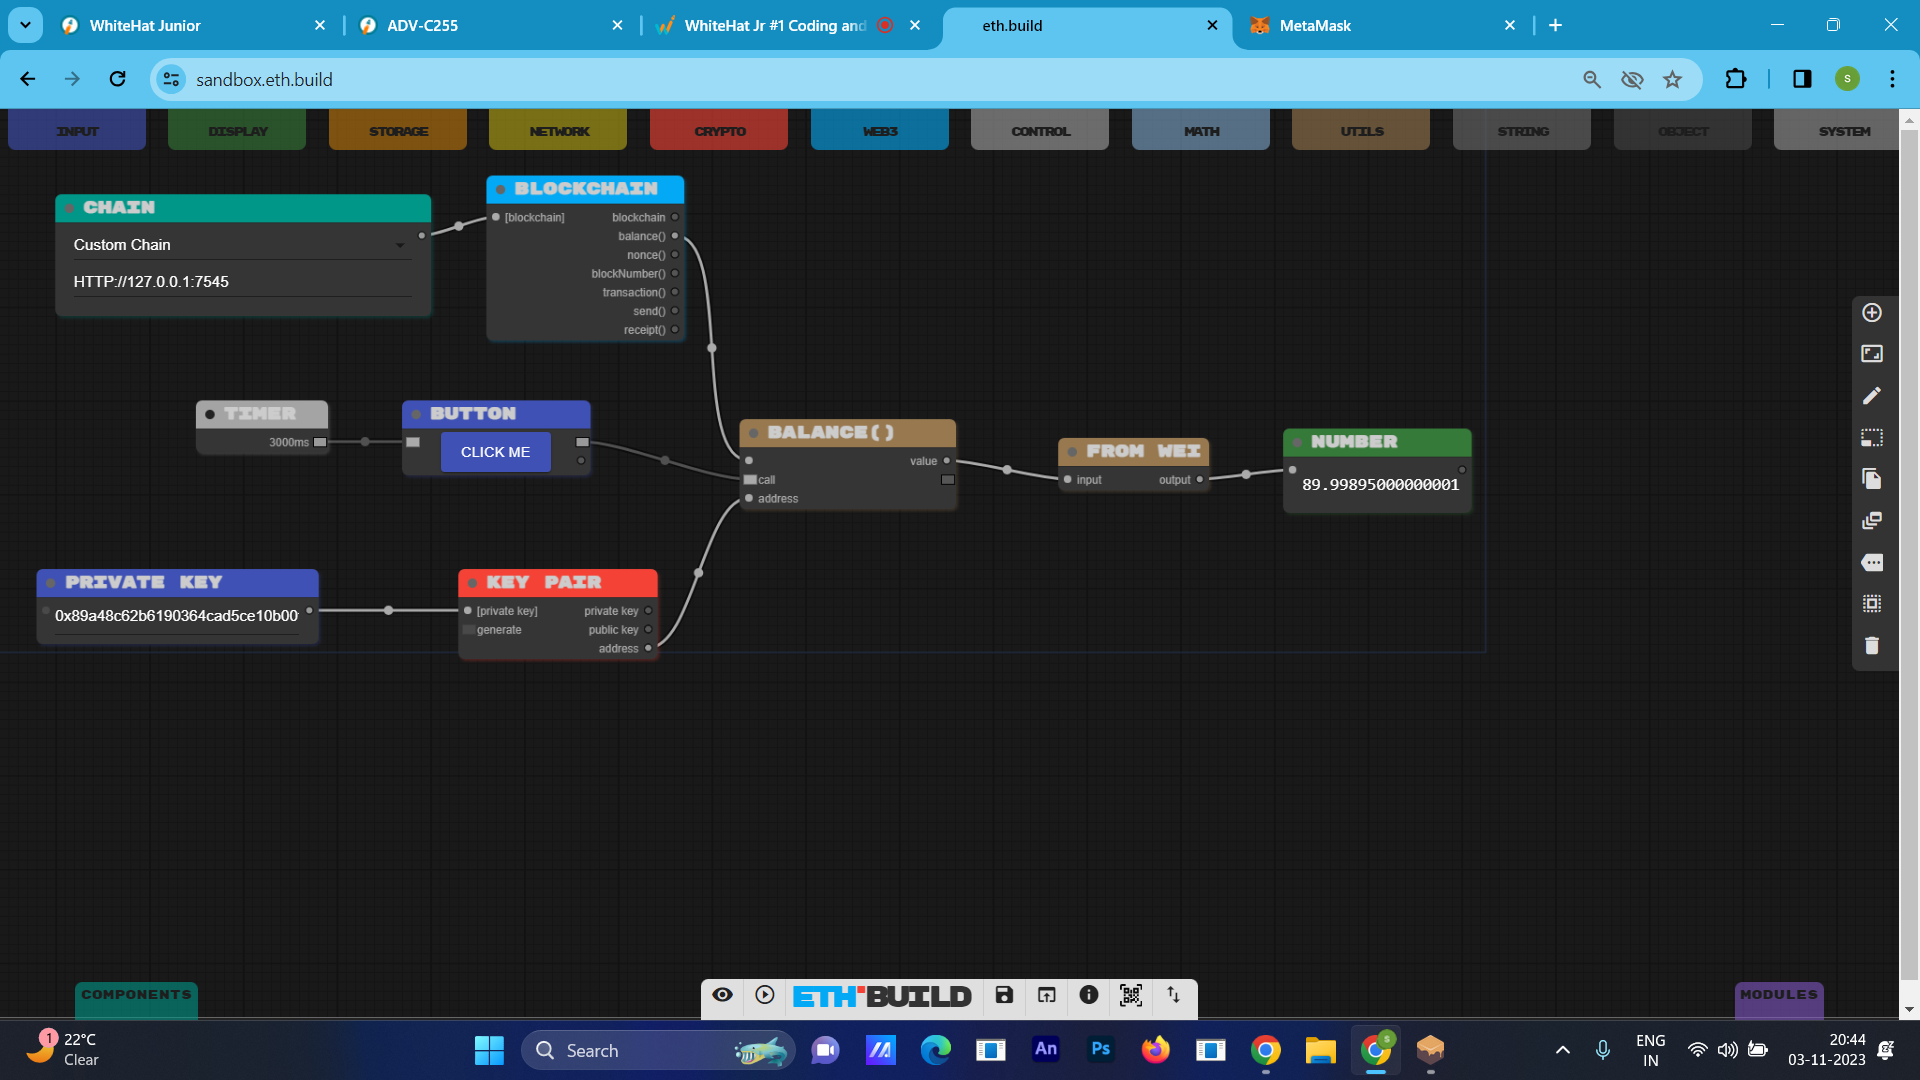 WhiteHat Junior
ADV-C255
WhiteHat Jr #1 Coding and
eth.build
MetaMask
sandbox.eth.build
S
INPUT DISPLAY STORAGE NETWORK CRYPTO WEB3 CONTROL MATH UTILS STRING OBJECT SYSTEM
CHAIN
Custom Chain
HTTP://127.0.0.1:7545
BLOCKCHAIN
[blockchain] blockchain
balance()
nonce()
blockNumber()
transaction()
send()
receipt()
TIMER
3000ms
BUTTON
CLICK ME
BALANCE()
value
call
address
FROM WEI
input output
NUMBER
89.99895000000001
PRIVATE KEY
0x89a48c62b6190364cad5ce10b00
KEY PAIR
[private key] private key
generate public key
address
COMPONENTS
ETH.BUILD
MODULES
1
22°C
Clear
Search
An
Ps
S
ENG
IN
20:44
03-11-2023